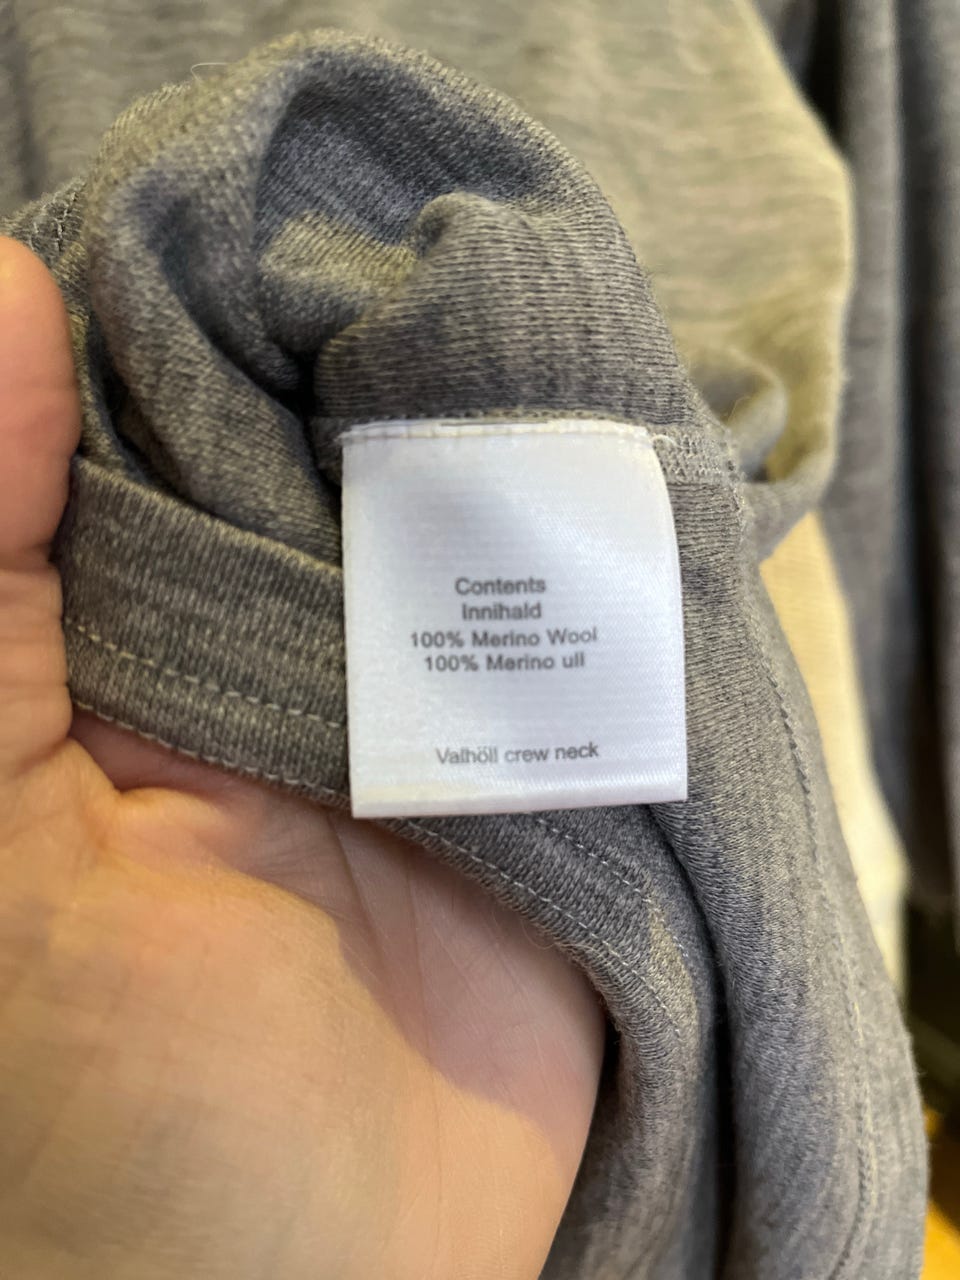 Contents
Innihald
100% Merino Wool
100% Merino ull
Valhöll crew neck